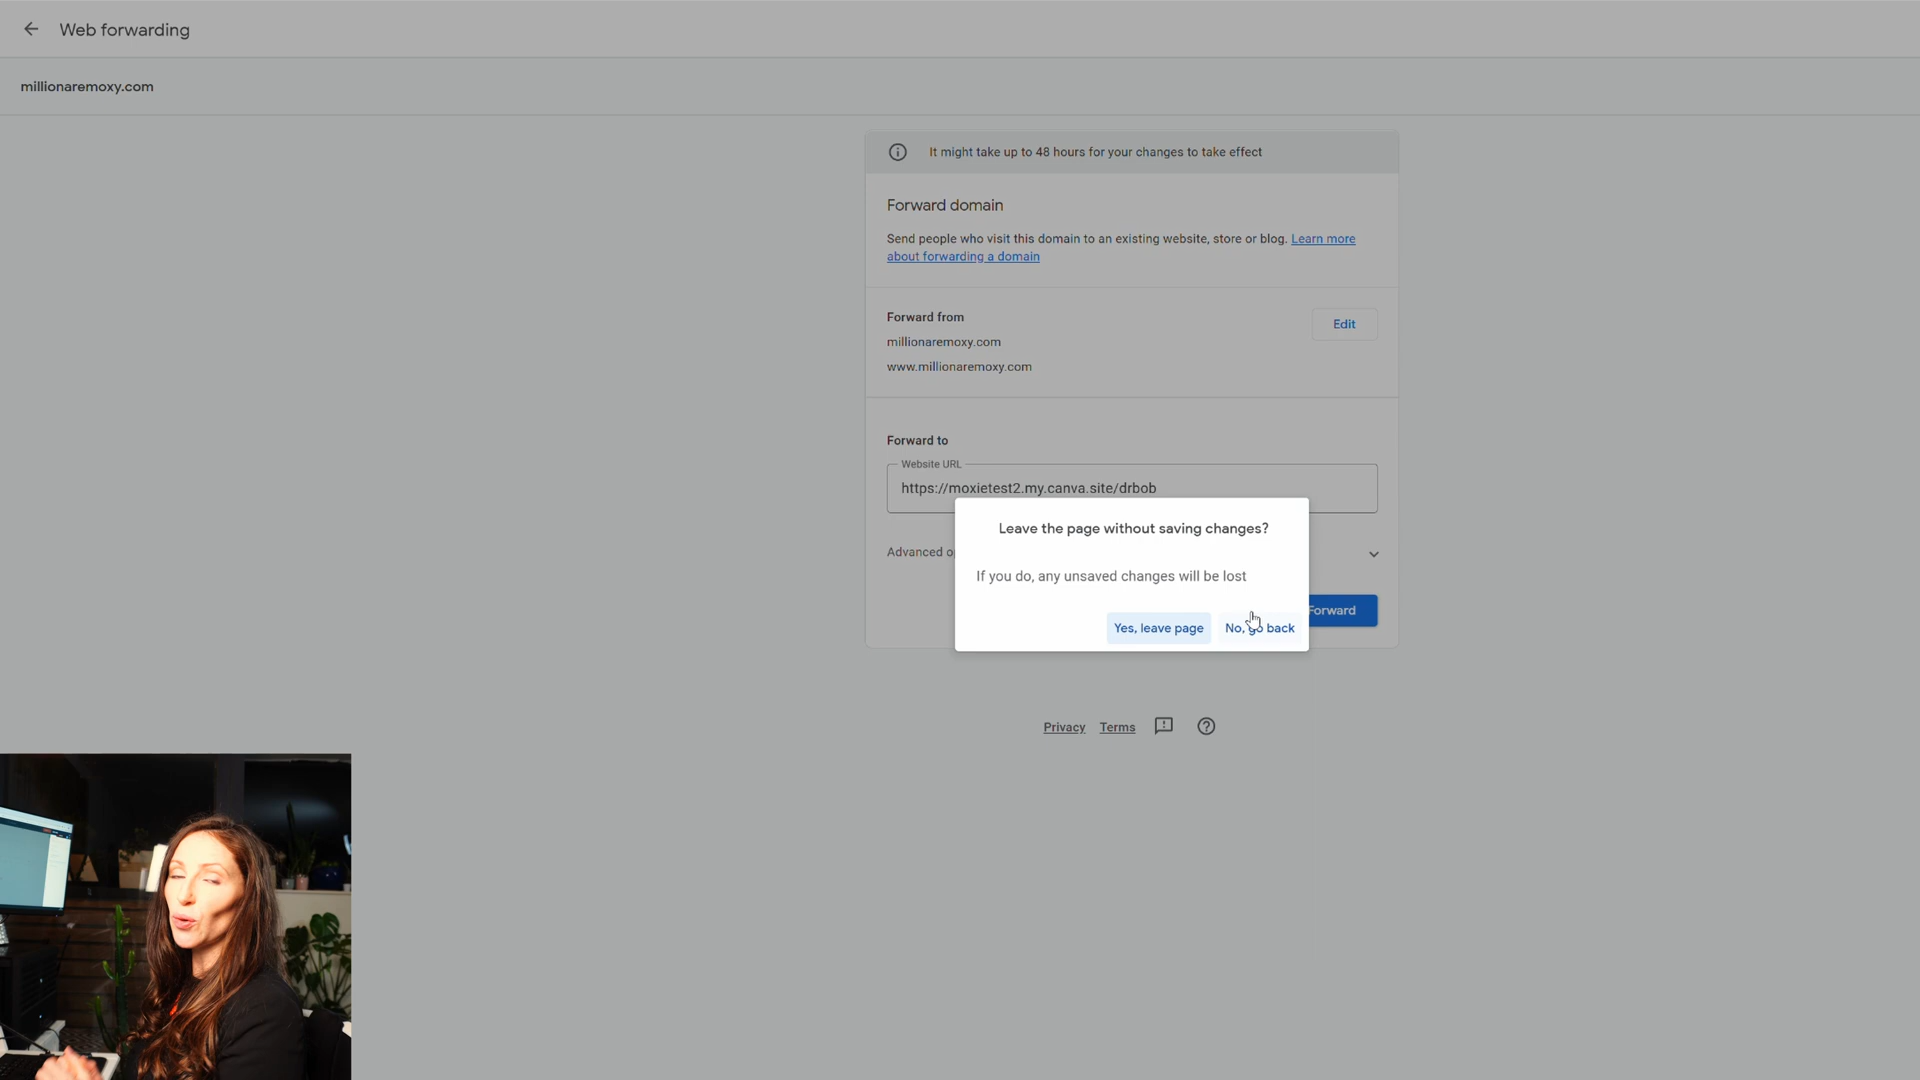 Web forwarding
millionaremoxy.com
It might take up to 48 hours for your changes to take effect
Forward domain
Send people who visit this domain to an existing website, store or blog. Learn more
about forwarding a domain
Forward from
Edit
millionaremoxy.com
www.millionaremoxy.com
Forward to
Website URL
https://moxietest2.my.canva.site/drbob
Leave the page without saving changes?
Advanced o
If you do, any unsaved changes will be lost
Forward
Yes, leave page
No, go back
Privacy
Terms